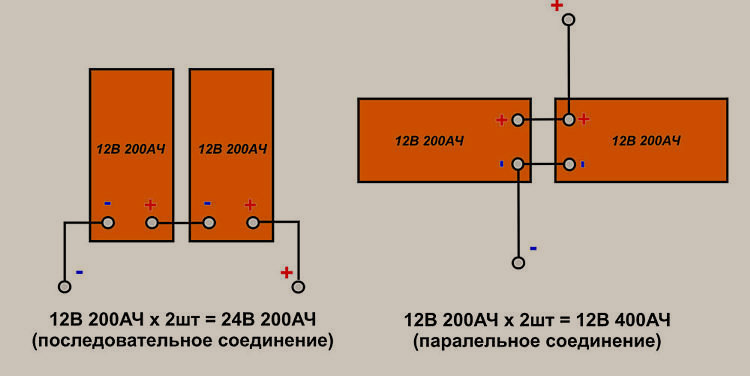 12В 200АЧ
12В 200АЧ
- + - +
- +
12В 200АЧ х 2шт = 24В 200АЧ
(последовательное соединение)
+
12В 200АЧ
12В 200АЧ
+ +
- -
-
12В 200АЧ х 2шт = 12В 400АЧ
(паралельное соединение)